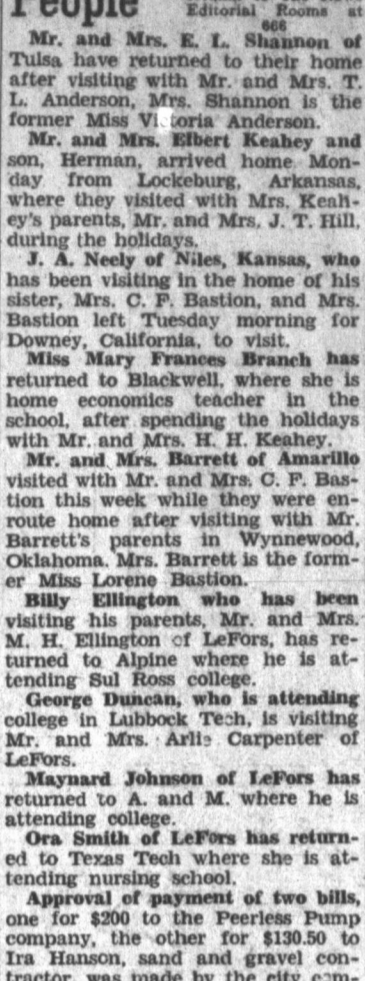 People
Editorial Rooms at
666
Mr. and Mrs. E. L. Shannon of
Tulsa have returned to their home
after visiting with Mr. and Mrs. T.
L. Anderson, Mrs. Shannon is the
former Miss Victoria Anderson.
Mr. and Mrs. Elbert Keahey and
son, Herman, arrived home Mon-
day from Lockeburg, Arkansas,
where they visited with Mrs. Keah-
ey's parents, Mr. and Mrs. J. T. Hill,
during the holidays.
J. A. Neely of Niles, Kansas, who
has been visiting in the home of his
sister, Mrs. C. F. Bastion, and Mrs.
Bastion left Tuesday morning for
Downey, California, to visit.
Miss Mary Frances Branch has
returned to Blackwell, where she is
home economics teacher in the
school, after spending the holidays
with Mr. and Mrs. H. H. Keahey.
Mr. and Mrs. Barrett of Amarillo
visited with Mr. and Mrs. C. F. Bas-
tion this week while they were en-
route home after visiting with Mr.
Barrett's parents in Wynnewood,
Oklahoma. Mrs. Barrett is the form-
er Miss Lorene Bastion.
Billy Ellington who has been
visiting his parents, Mr. and Mrs.
M. H. Ellington of LeFors, has re-
turned to Alpine where he is at-
tending Sul Ross college.
George Duncan, who is attending
college in Lubbock Tech, is visiting
Mr. and Mrs. Arlie Carpenter of
LeFors.
Maynard Johnson of LeFors has
returned to A. and M. where he is
attending college.
Ora Smith of LeFors has return-
ed to Texas Tech where she is at-
tending nursing school.
Approval of payment of two bills,
one for $200 to the Peerless Pump
company, the other for $130.50 to
Ira Hanson, sand and gravel con-
tractor, was made by the city com-